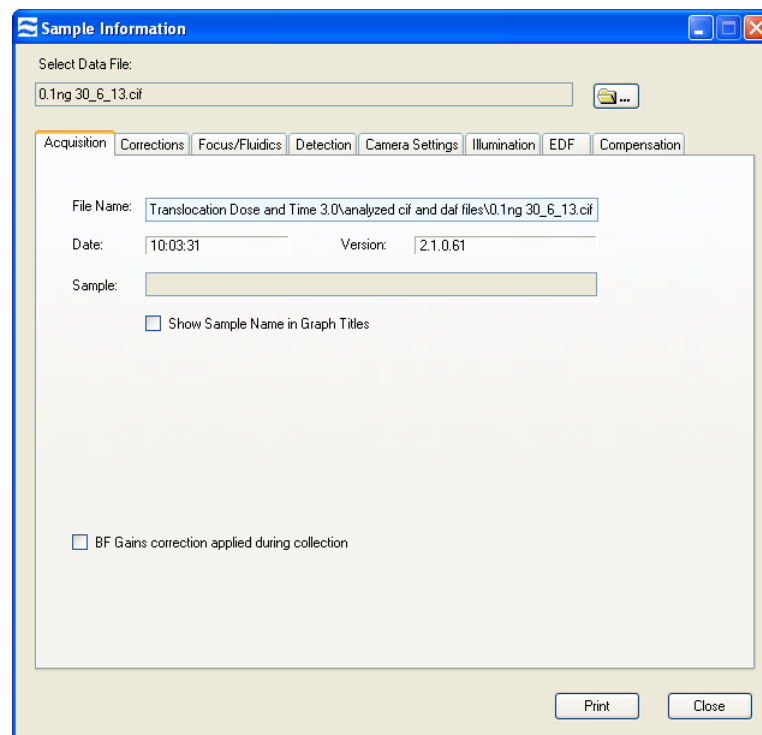 Sample Information
Select Data File:
0.1ng 30_6_13.cif
...
Acquisition Corrections Focus/Fluidics Detection Camera Settings Illumination EDF Compensation
File Name: Translocation Dose and Time 3.0\analyzed cif and daf files\0.1ng 30_6_13.cif
Date: 10:03:31 Version: 2.1.0.61
Sample:
Show Sample Name in Graph Titles
BF Gains correction applied during collection
Print Close